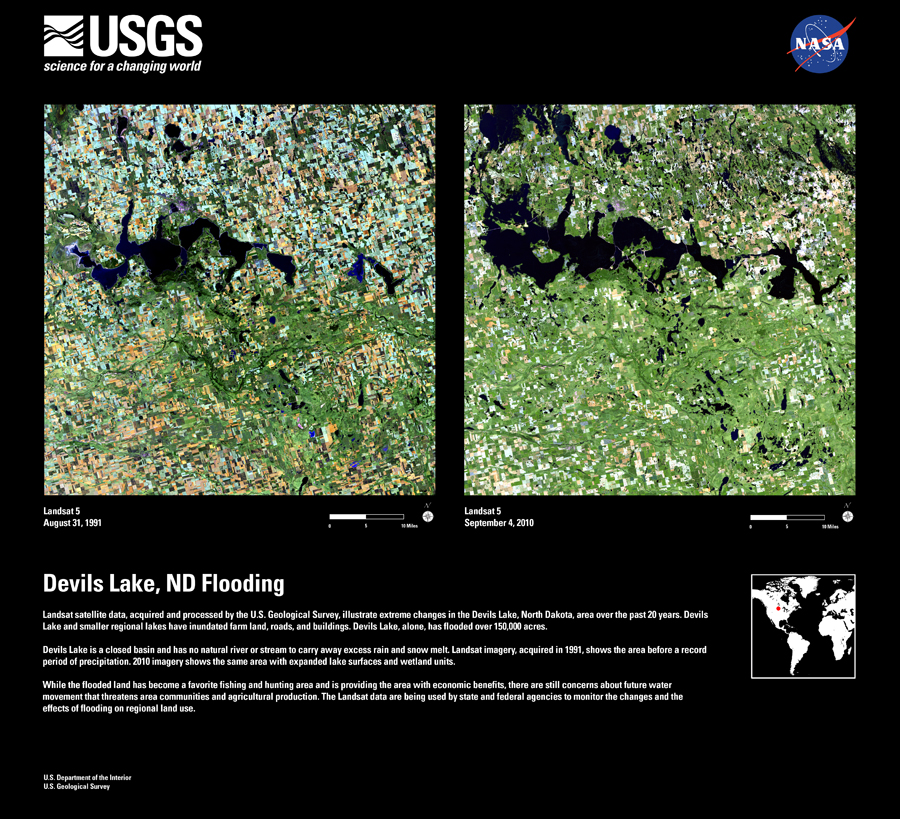 USGS
science for a changing world
NASA
Landsat 5
August 31, 1991
0 5 10 Miles
N
Landsat 5
September 4, 2010
0 5 10 Miles
N
Devils Lake, ND Flooding
Landsat satellite data, acquired and processed by the U.S. Geological Survey, illustrate extreme changes in the Devils Lake, North Dakota, area over the past 20 years. Devils
Lake and smaller regional lakes have inundated farm land, roads, and buildings. Devils Lake, alone, has flooded over 150,000 acres.
Devils Lake is a closed basin and has no natural river or stream to carry away excess rain and snow melt. Landsat imagery, acquired in 1991, shows the area before a record
period of precipitation. 2010 imagery shows the same area with expanded lake surfaces and wetland units.
While the flooded land has become a favorite fishing and hunting area and is providing the area with economic benefits, there are still concerns about future water
movement that threatens area communities and agricultural production. The Landsat data are being used by state and federal agencies to monitor the changes and the
effects of flooding on regional land use.
U.S. Department of the Interior
U.S. Geological Survey